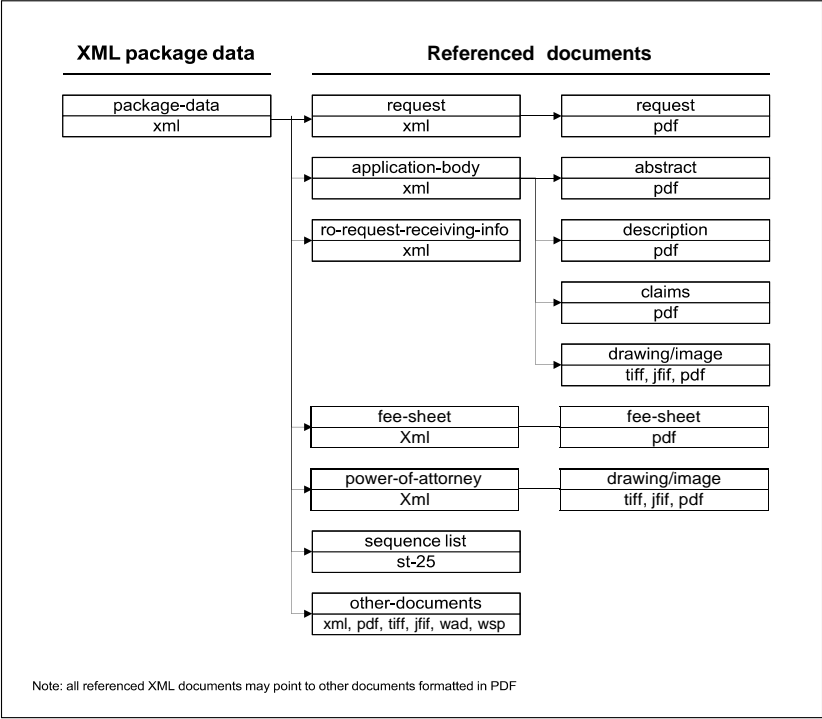 XML package data
Referenced documents
package-data
xml
request
xml
request
pdf
application-body
xml
abstract
pdf
ro-request-receiving-info
xml
description
pdf
claims
pdf
drawing/image
tiff, jfif, pdf
fee-sheet
Xml
fee-sheet
pdf
power-of-attorney
Xml
drawing/image
tiff, jfif, pdf
sequence list
st-25
other-documents
xml, pdf, tiff, jfif, wad, wsp
Note: all referenced XML documents may point to other documents formatted in PDF